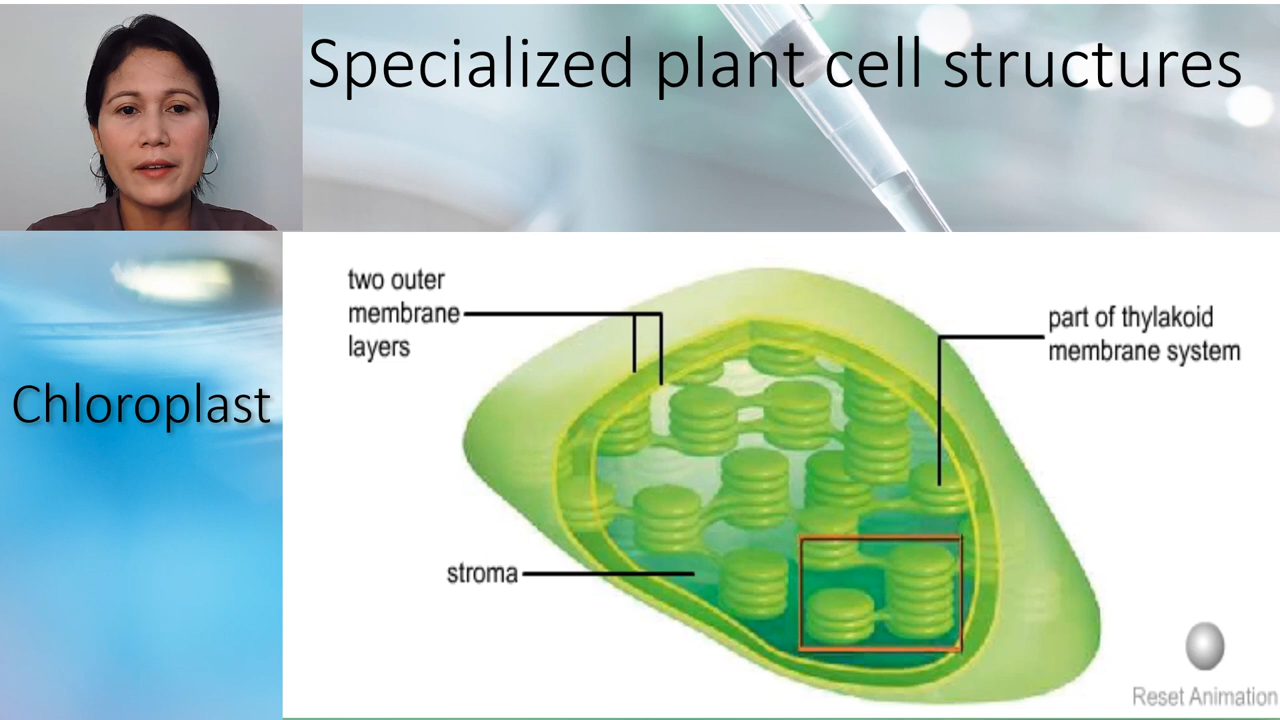 Specialized plant cell structures
Chloroplast
two outer
membrane
layers
part of thylakoid
membrane system
stroma
Reset Animation